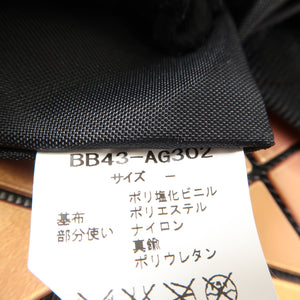 BB43-AG302
サイズ －
ポリ塩化ビニル
基布 ポリエステル
部分使い ナイロン
真鍮
ポリウレタン